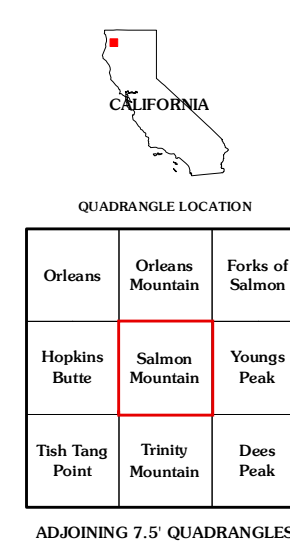 CALIFORNIA
QUADRANGLE LOCATION
Orleans
Orleans
Mountain
Forks of
Salmon
Hopkins
Butte
Salmon
Mountain
Youngs
Peak
Tish Tang
Point
Trinity
Mountain
Dees
Peak
ADJOINING 7.5' QUADRANGLES